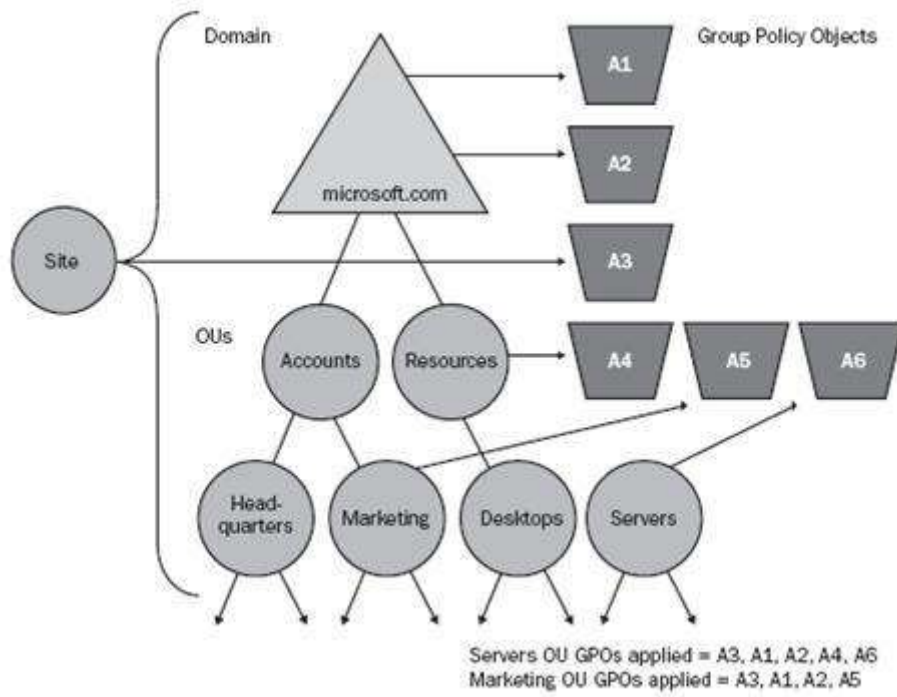 Domain
Group Policy Objects
A1
A2
microsoft.com
Site
A3
OUs
Accounts
Resources
A4
A5
A6
Head-
quarters
Marketing
Desktops
Servers
Servers OU GPOs applied = A3, A1, A2, A4, A6
Marketing OU GPOs applied = A3, A1, A2, A5